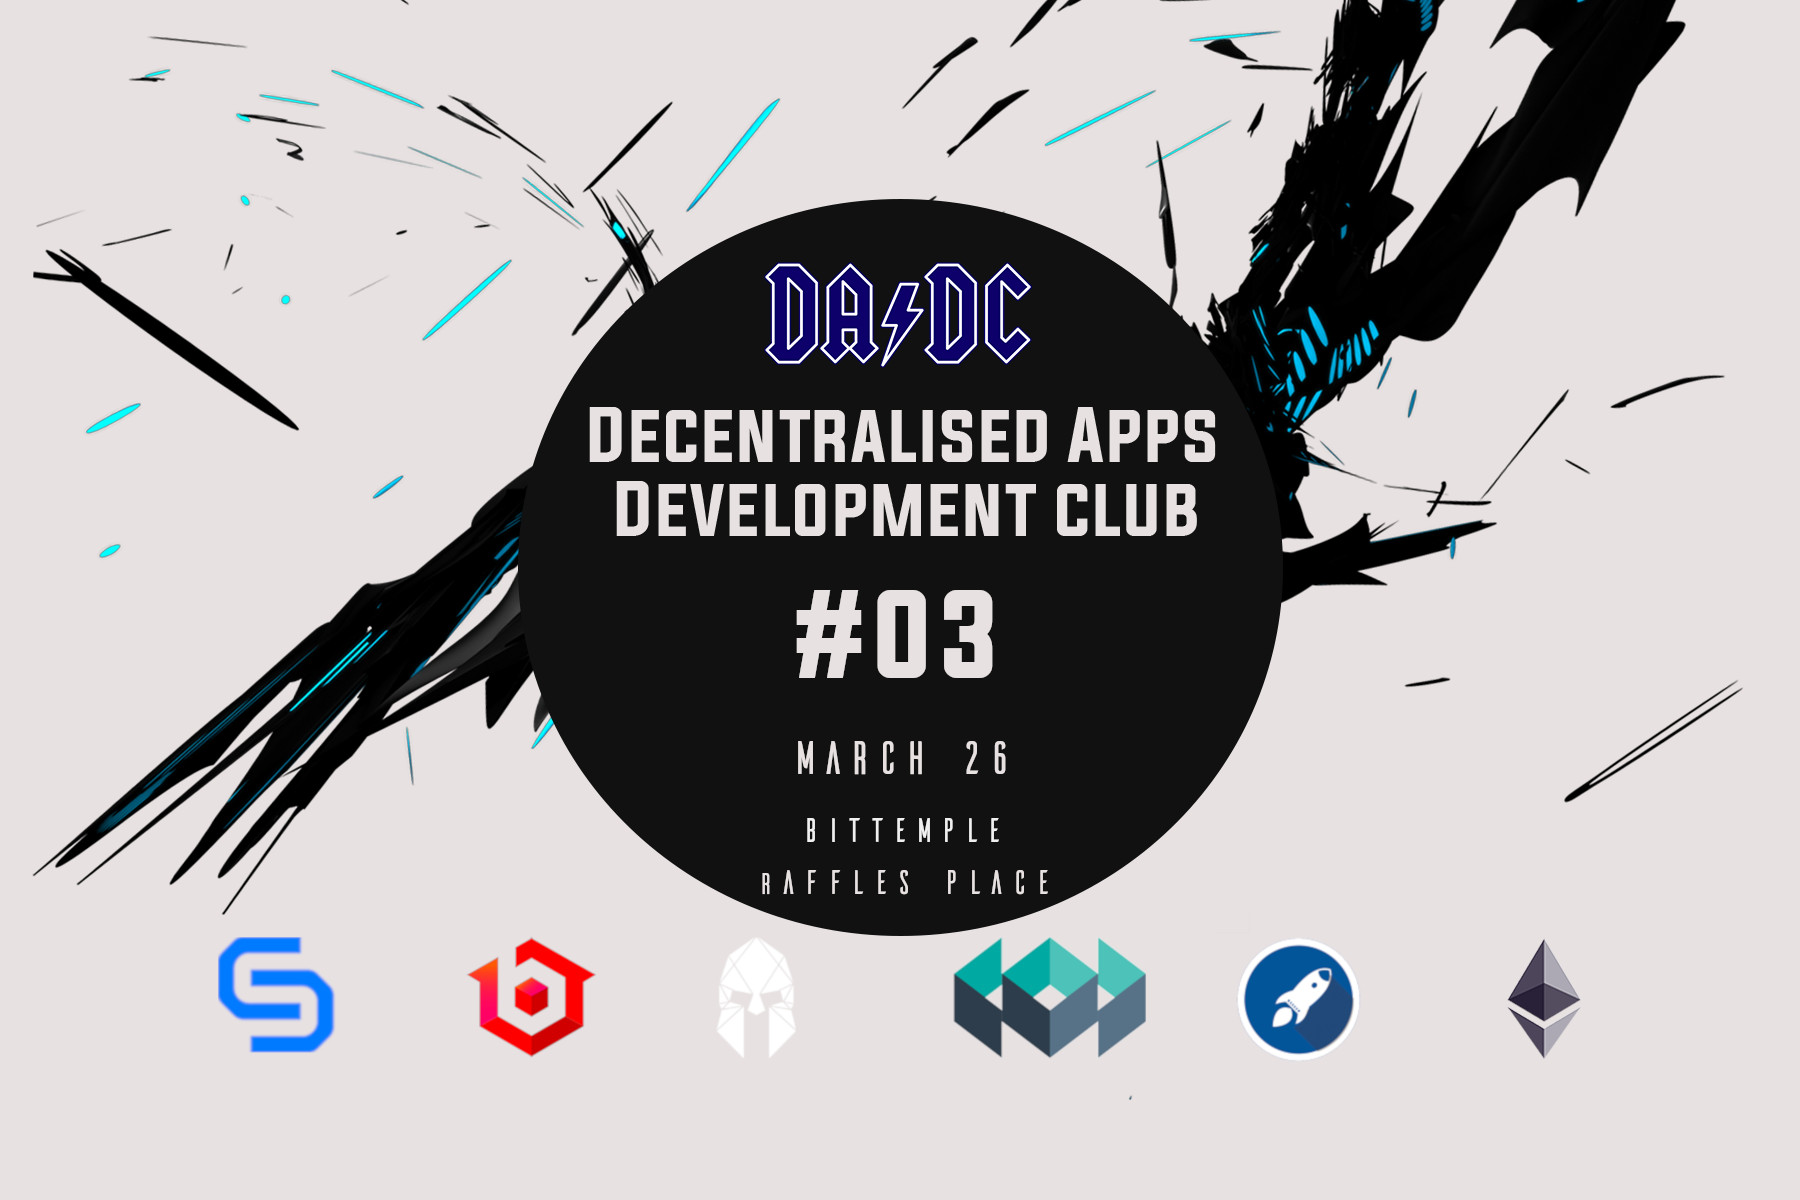 DA⚡DC
DECENTRALISED APPS
DEVELOPMENT CLUB
#03
MARCH 26
BITTEMPLE
RAFFLES PLACE